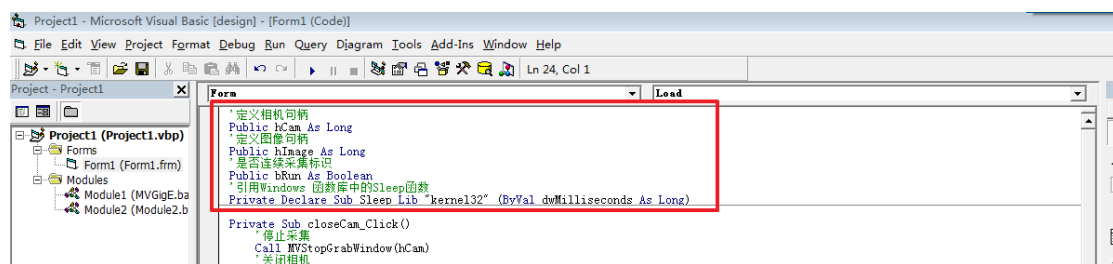 Project1 - Microsoft Visual Basic [design] - [Form1 (Code)]
File Edit View Project Format Debug Run Query Diagram Tools Add-Ins Window Help
Ln 24, Col 1
Project - Project1
Form
Load
Project1 (Project1.vbp)
Forms
Form1 (Form1.frm)
Modules
Module1 (MVGigE.ba
Module2 (Module2.b
'定义相机句柄
Public hCam As Long
'定义图像句柄
Public hImage As Long
'是否连续采集标识
Public bRun As Boolean
'引用Windows 函数库中的Sleep函数
Private Declare Sub Sleep Lib "kernel32" (ByVal dwMilliseconds As Long)
Private Sub closeCam_Click()
'停止采集
Call MVStopGrabWindow(hCam)
'关闭相机